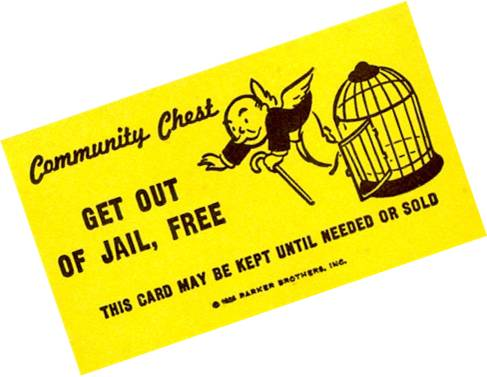 Community Chest
GET OUT
OF JAIL, FREE
THIS CARD MAY BE KEPT UNTIL NEEDED OR SOLD
© PARKER BROTHERS, INC.